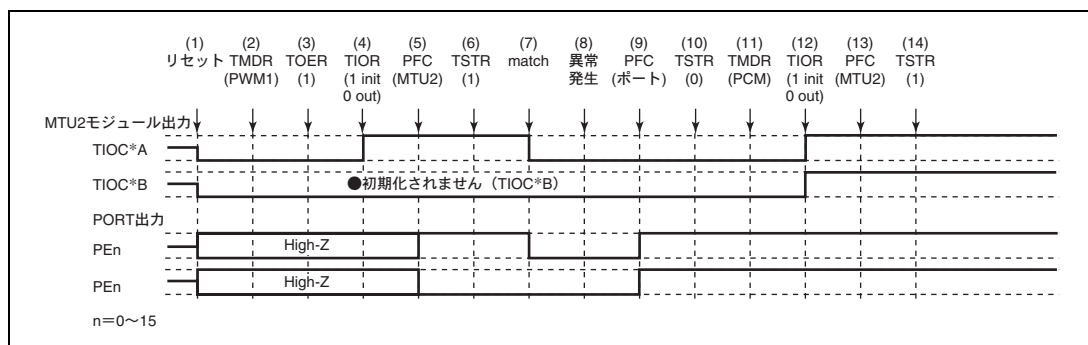 (1) (2) (3) (4) (5) (6) (7) (8) (9) (10) (11) (12) (13) (14)
リセット TMDR TOER TIOR PFC TSTR match 異常 PFC TSTR TMDR TIOR PFC TSTR
(PWM1) (1) (1 init (MTU2) (1) 発生 (ポート) (0) (PCM) (1 init (MTU2) (1)
0 out) 0 out)
MTU2モジュール出力
TIOC*A
TIOC*B ●初期化されません(TIOC*B)
PORT出力
PEn High-Z
PEn High-Z
n=0~15